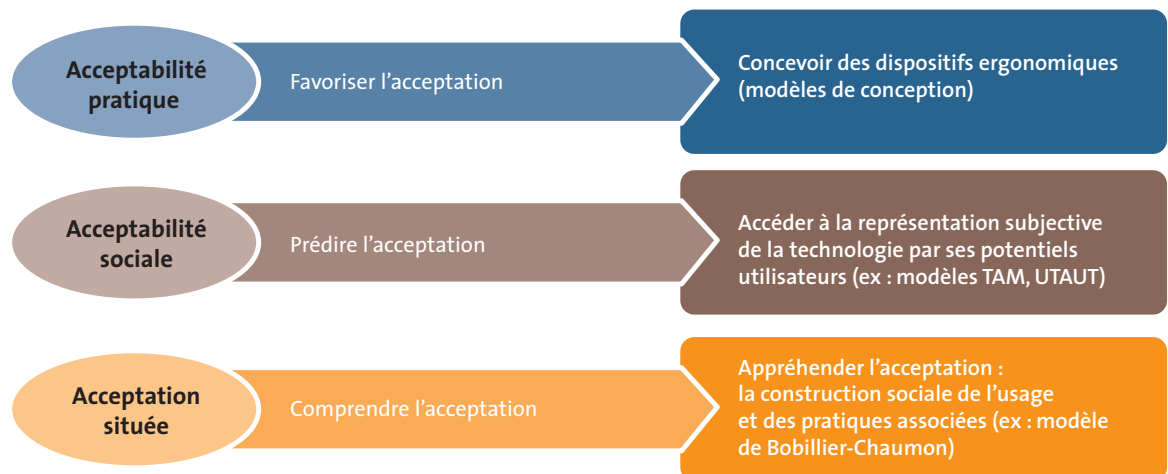 Acceptabilité
pratique
Favoriser l’acceptation
Concevoir des dispositifs ergonomiques
(modèles de conception)
Acceptabilité
sociale
Prédire l’acceptation
Accéder à la représentation subjective
de la technologie par ses potentiels
utilisateurs (ex : modèles TAM, UTAUT)
Acceptation
située
Comprendre l’acceptation
Appréhender l’acceptation :
la construction sociale de l’usage
et des pratiques associées (ex : modèle
de Bobillier-Chaumon)